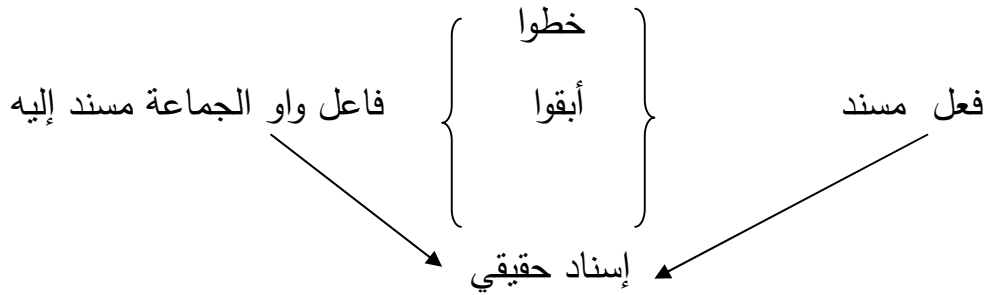 خطوا
فعل مسند أبقوا فاعل واو الجماعة مسند إليه
إسناد حقيقي